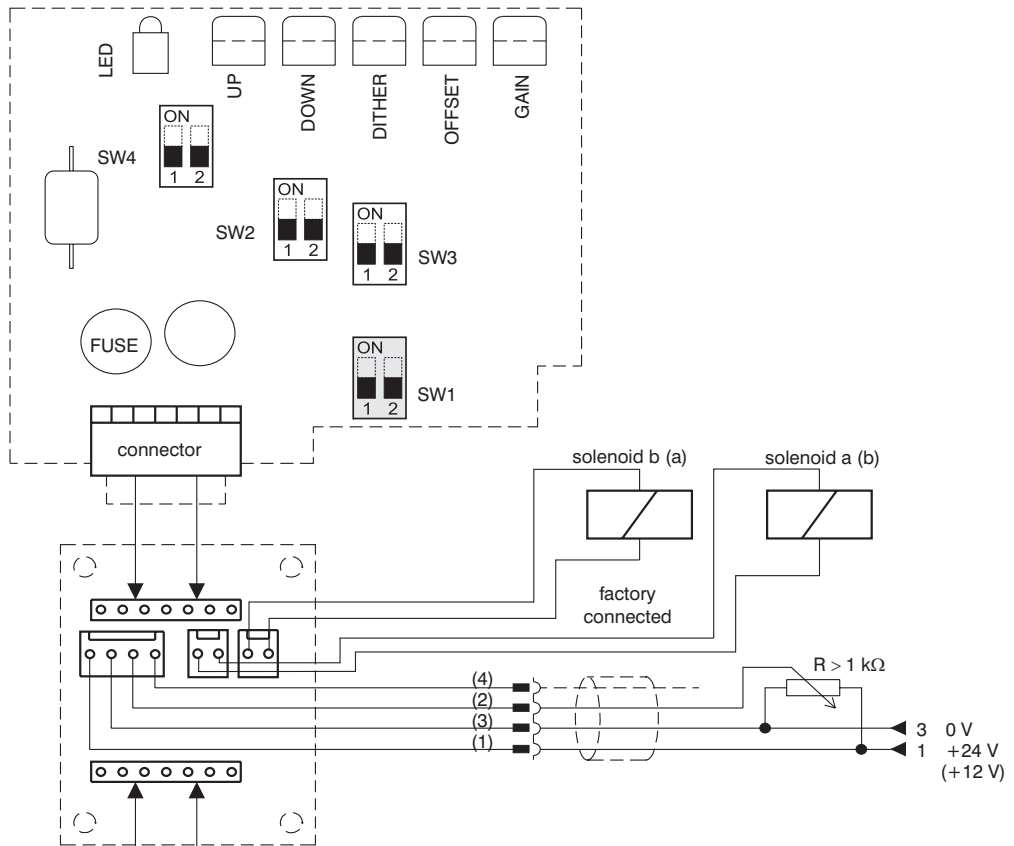 LED
UP
DOWN
DITHER
OFFSET
GAIN
ON
SW4
1 2
ON
SW2
1 2
ON
SW3
1 2
FUSE
ON
SW1
1 2
connector
solenoid b (a)
solenoid a (b)
factory
connected
R > 1 kΩ
(4)
(2)
(3)
(1)
3 0 V
1 +24 V
(+12 V)